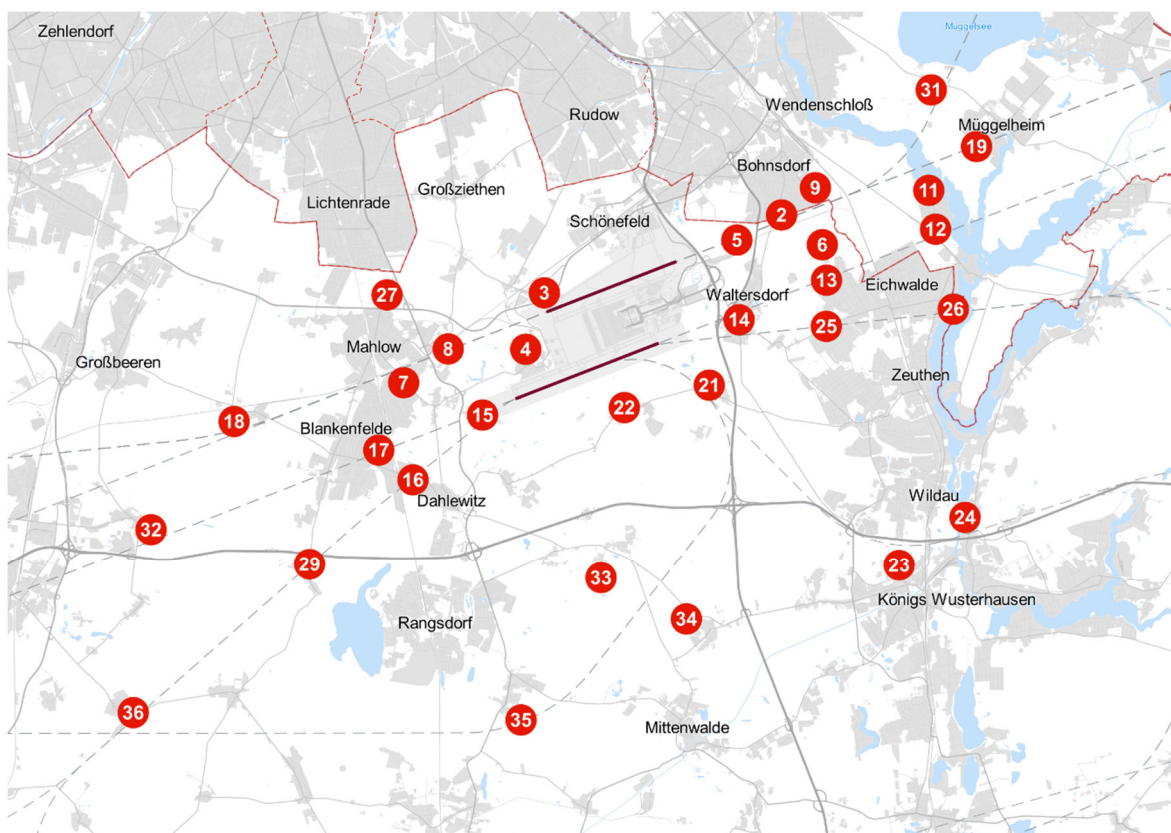 Zehlendorf
Müggelsee
31
Wendenschloß
Rudow
Müggelheim
19
Bohnsdorf
Großziethen
9
11
Lichtenrade
2
Schönefeld
12
5
6
13
Eichwalde
27
3
Waltersdorf
26
14
25
Mahlow
8
4
Großbeeren
Zeuthen
7
21
22
15
18
Blankenfelde
17
16
Dahlewitz
Wildau
24
32
29
23
33
Königs Wusterhausen
34
Rangsdorf
36
35
Mittenwalde